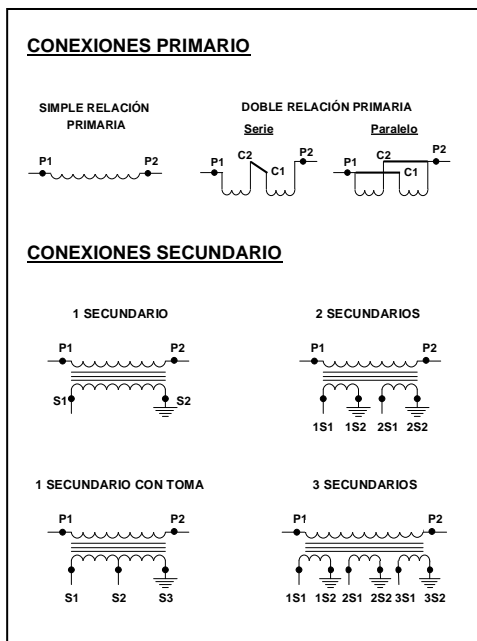 CONEXIONES PRIMARIO
SIMPLE RELACIÓN
PRIMARIA
P1 P2
DOBLE RELACIÓN PRIMARIA
Serie Paralelo
P1 C2 C1 P2
P1 C2 C1 P2
CONEXIONES SECUNDARIO
1 SECUNDARIO
P1 P2
S1 S2
2 SECUNDARIOS
P1 P2
1S1 1S2 2S1 2S2
1 SECUNDARIO CON TOMA
P1 P2
S1 S2 S3
3 SECUNDARIOS
P1 P2
1S1 1S2 2S1 2S2 3S1 3S2